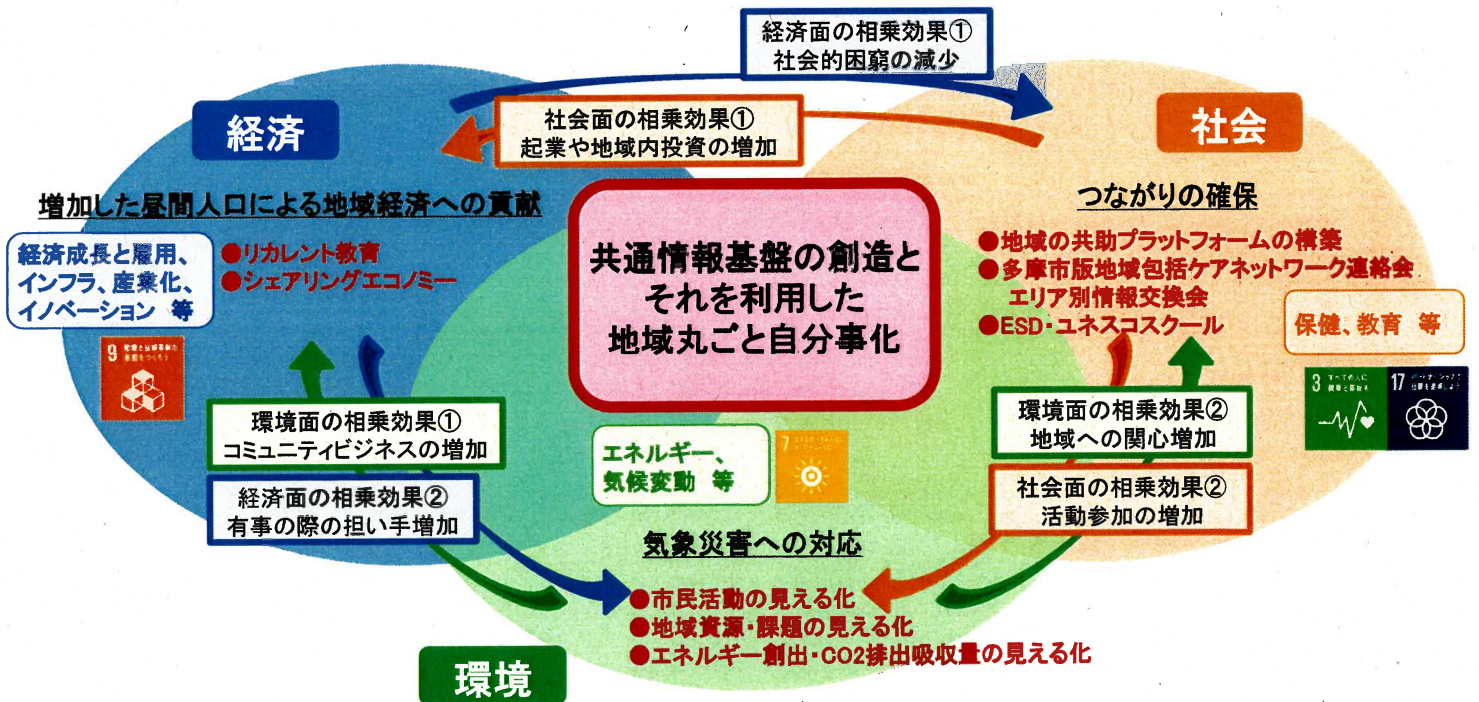 経済面の相乗効果①
社会的困窮の減少
経済
社会面の相乗効果①
起業や地域内投資の増加
社会
増加した昼間人口による地域経済への貢献
経済成長と雇用、
インフラ、産業化、
イノベーション 等
●リカレント教育
●シェアリングエコノミー
共通情報基盤の創造と
それを利用した
地域丸ごと自分事化
つながりの確保
●地域の共助プラットフォームの構築
●多摩市版地域包括ケアネットワーク連絡会
エリア別情報交換会
●ESD・ユネスコスクール
保健、教育 等
9
3 すべての人に
健康と福祉を
17
環境面の相乗効果①
コミュニティビジネスの増加
経済面の相乗効果②
有事の際の担い手増加
エネルギー、
気候変動 等
7
環境面の相乗効果②
地域への関心増加
社会面の相乗効果②
活動参加の増加
気象災害への対応
●市民活動の見える化
●地域資源・課題の見える化
●エネルギー創出・CO2排出吸収量の見える化
環境